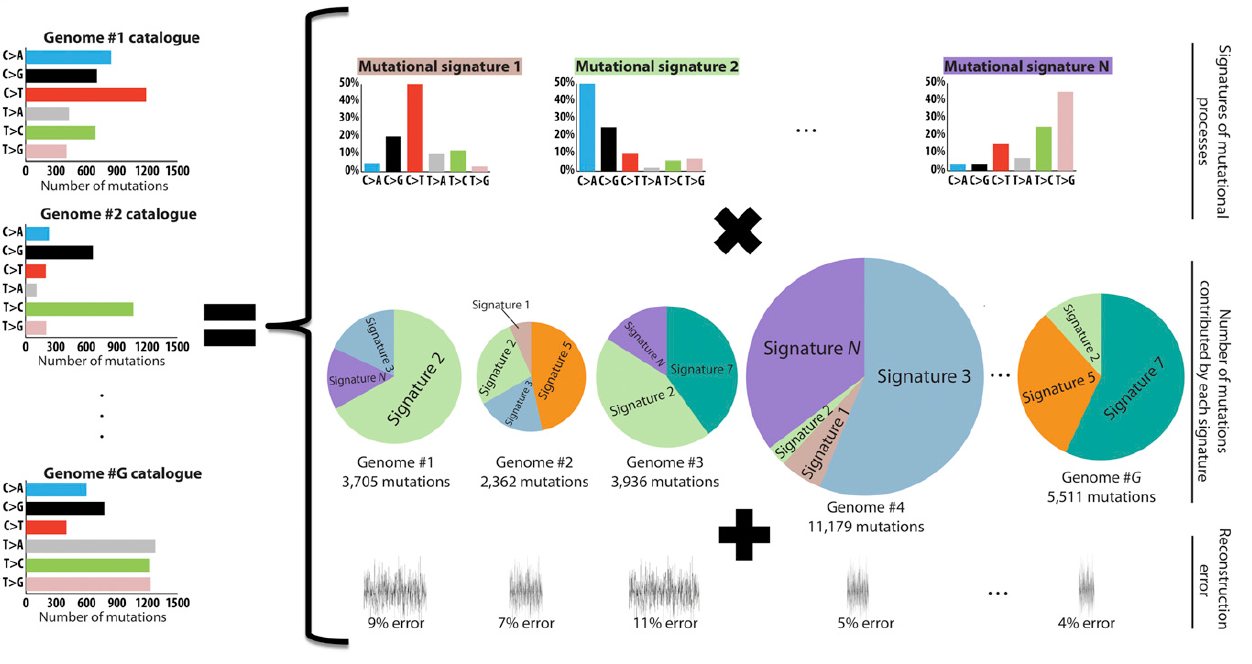 Genome #1 catalogue
C>A
C>G
C>T
T>A
T>C
T>G
0 300 600 900 1200 1500
Number of mutations
Genome #2 catalogue
C>A
C>G
C>T
T>A
T>C
T>G
0 300 600 900 1200 1500
Number of mutations
Genome #G catalogue
C>A
C>G
C>T
T>A
T>C
T>G
0 300 600 900 1200 1500
Number of mutations
Mutational signature 1
50%
40%
30%
20%
10%
0%
C>A C>G C>T T>A T>C T>G
Mutational signature 2
50%
40%
30%
20%
10%
0%
C>A C>G C>T T>A T>C T>G
...
Mutational signature N
50%
40%
30%
20%
10%
0%
C>A C>G C>T T>A T>C T>G
Signatures of mutational
processes
Signature 3
Signature N
Signature 2
Genome #1
3,705 mutations
Signature 1
Signature 2
Signature 5
Signature 3
Genome #2
2,362 mutations
Signature N
Signature 7
Signature 2
Genome #3
3,936 mutations
Signature N
Signature 3
Signature 2
Signature 1
Genome #4
11,179 mutations
...
Signature 2
Signature 5
Signature 7
Genome #G
5,511 mutations
Number of mutations
contributed by each signature
9% error
7% error
11% error
5% error
...
4% error
Reconstruction
error